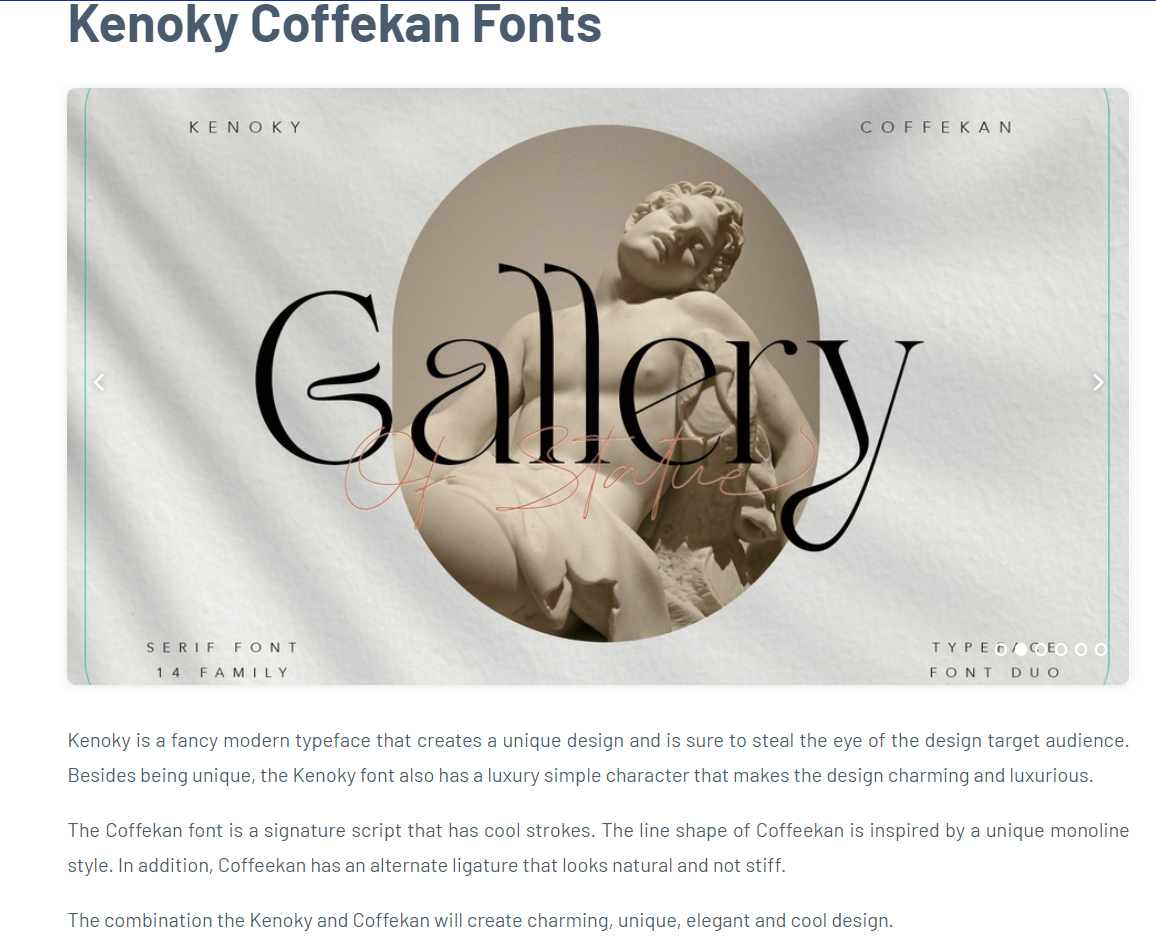 Kenoky Coffekan Fonts
KENOKY
COFFEKAN
Gallery
Of Statue
SERIF FONT
14 FAMILY
TYPEFACE
FONT DUO
Kenoky is a fancy modern typeface that creates a unique design and is sure to steal the eye of the design target audience.
Besides being unique, the Kenoky font also has a luxury simple character that makes the design charming and luxurious.
The Coffekan font is a signature script that has cool strokes. The line shape of Coffeekan is inspired by a unique monoline
style. In addition, Coffeekan has an alternate ligature that looks natural and not stiff.
The combination the Kenoky and Coffekan will create charming, unique, elegant and cool design.